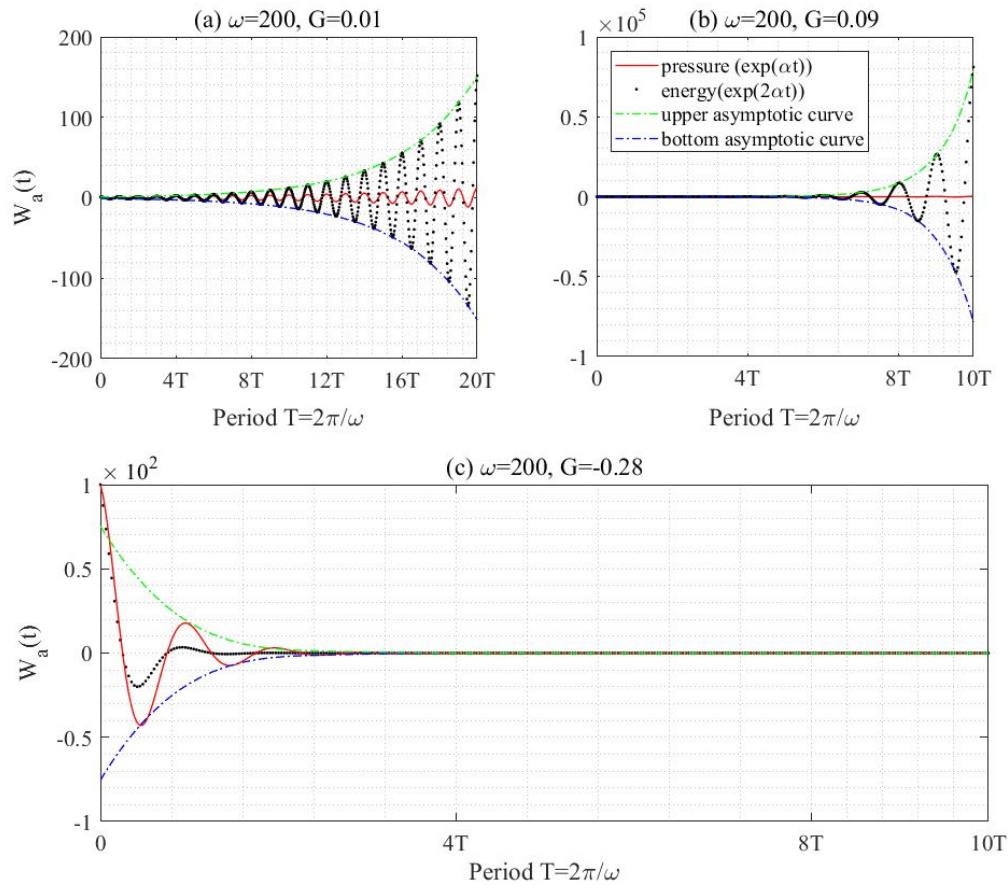 (a) ω=200, G=0.01
200
100
0
-100
-200
W_a(t)
0 4T 8T 12T 16T 20T
Period T=2π/ω
(b) ω=200, G=0.09
× 10^5
1
0.5
0
-0.5
-1
pressure (exp(αt))
energy(exp(2αt))
upper asymptotic curve
bottom asymptotic curve
0 4T 8T 10T
Period T=2π/ω
(c) ω=200, G=-0.28
× 10^2
1
0.5
0
-0.5
-1
W_a(t)
0 4T 8T 10T
Period T=2π/ω